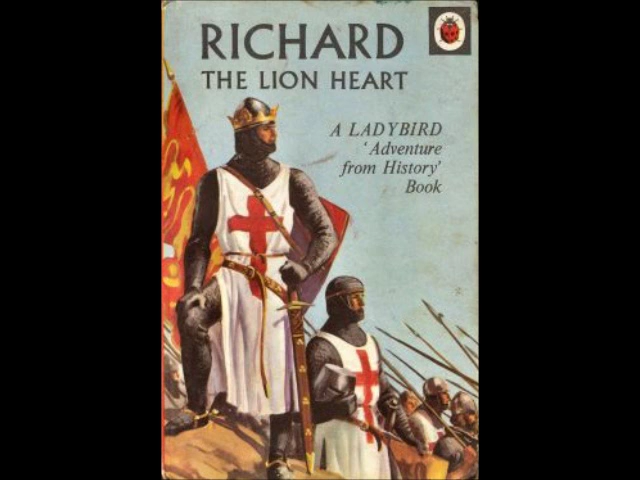 RICHARD
THE LION HEART
A LADYBIRD
‘Adventure
from History’
Book